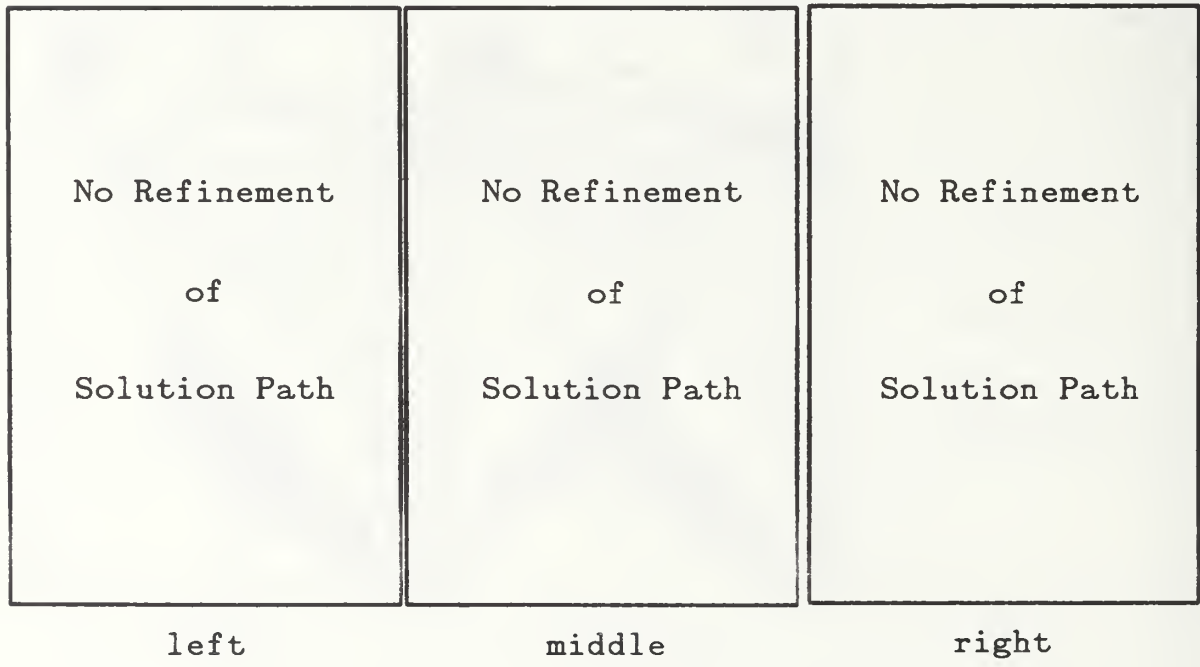 No Refinement
of
Solution Path
left
No Refinement
of
Solution Path
middle
No Refinement
of
Solution Path
right